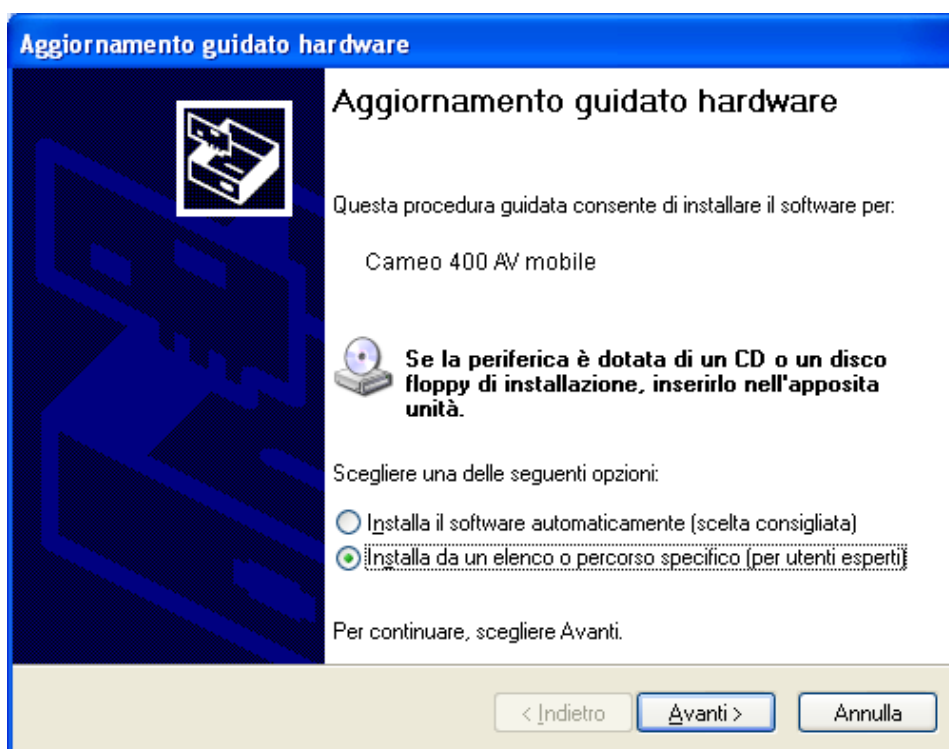 Aggiornamento guidato hardware
Aggiornamento guidato hardware
Questa procedura guidata consente di installare il software per:
Cameo 400 AV mobile
Se la periferica è dotata di un CD o un disco
floppy di installazione, inserirlo nell'apposita
unità.
Scegliere una delle seguenti opzioni:
Installa il software automaticamente (scelta consigliata)
Installa da un elenco o percorso specifico (per utenti esperti)
Per continuare, scegliere Avanti.
< Indietro Avanti > Annulla